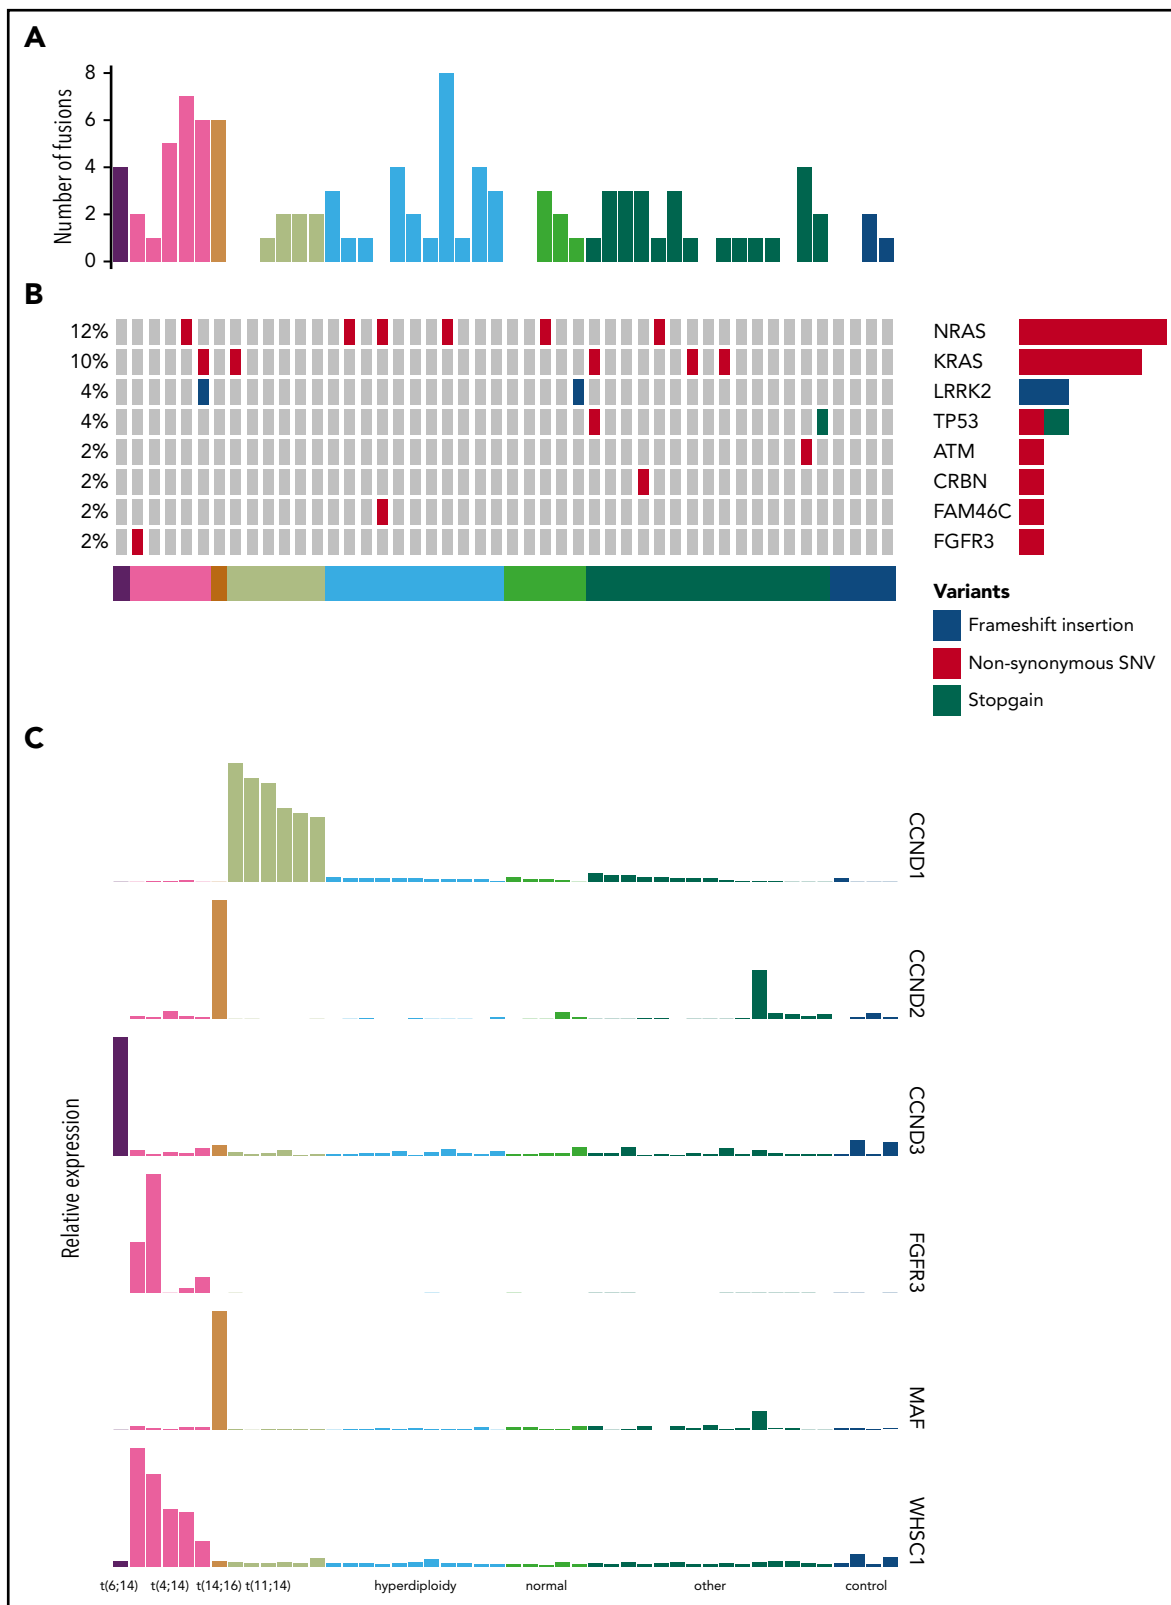 A
Number of fusions
8
6
4
2
0
B
12% NRAS
10% KRAS
4% LRRK2
4% TP53
2% ATM
2% CRBN
2% FAM46C
2% FGFR3
Variants
Frameshift insertion
Non-synonymous SNV
Stopgain
C
Relative expression
CCND1
CCND2
CCND3
FGFR3
MAF
WHSC1
t(6;14) t(4;14) t(14;16) t(11;14) hyperdiploidy normal other control